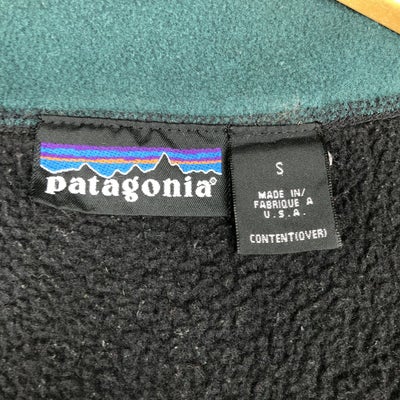 patagonia®
S
MADE IN/
FABRIQUE A
U.S.A.
CONTENT(OVER)